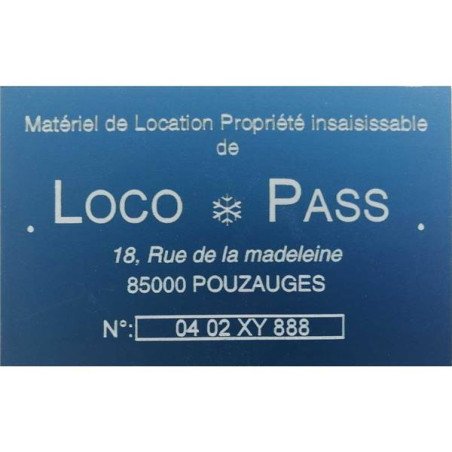 Matériel de Location Propriété insaisissable
de
LOCO ❄ PASS
18, Rue de la madeleine
85000 POUZAUGES
N°: 04 02 XY 888